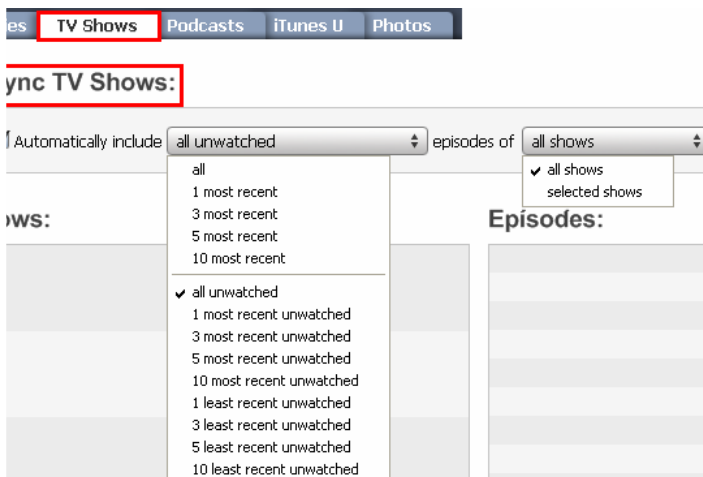 es TV Shows Podcasts iTunes U Photos
ync TV Shows:
Automatically include all unwatched episodes of all shows
all
1 most recent
3 most recent
5 most recent
10 most recent
all unwatched
1 most recent unwatched
3 most recent unwatched
5 most recent unwatched
10 most recent unwatched
1 least recent unwatched
3 least recent unwatched
5 least recent unwatched
10 least recent unwatched
all shows
selected shows
ows:
Episodes: